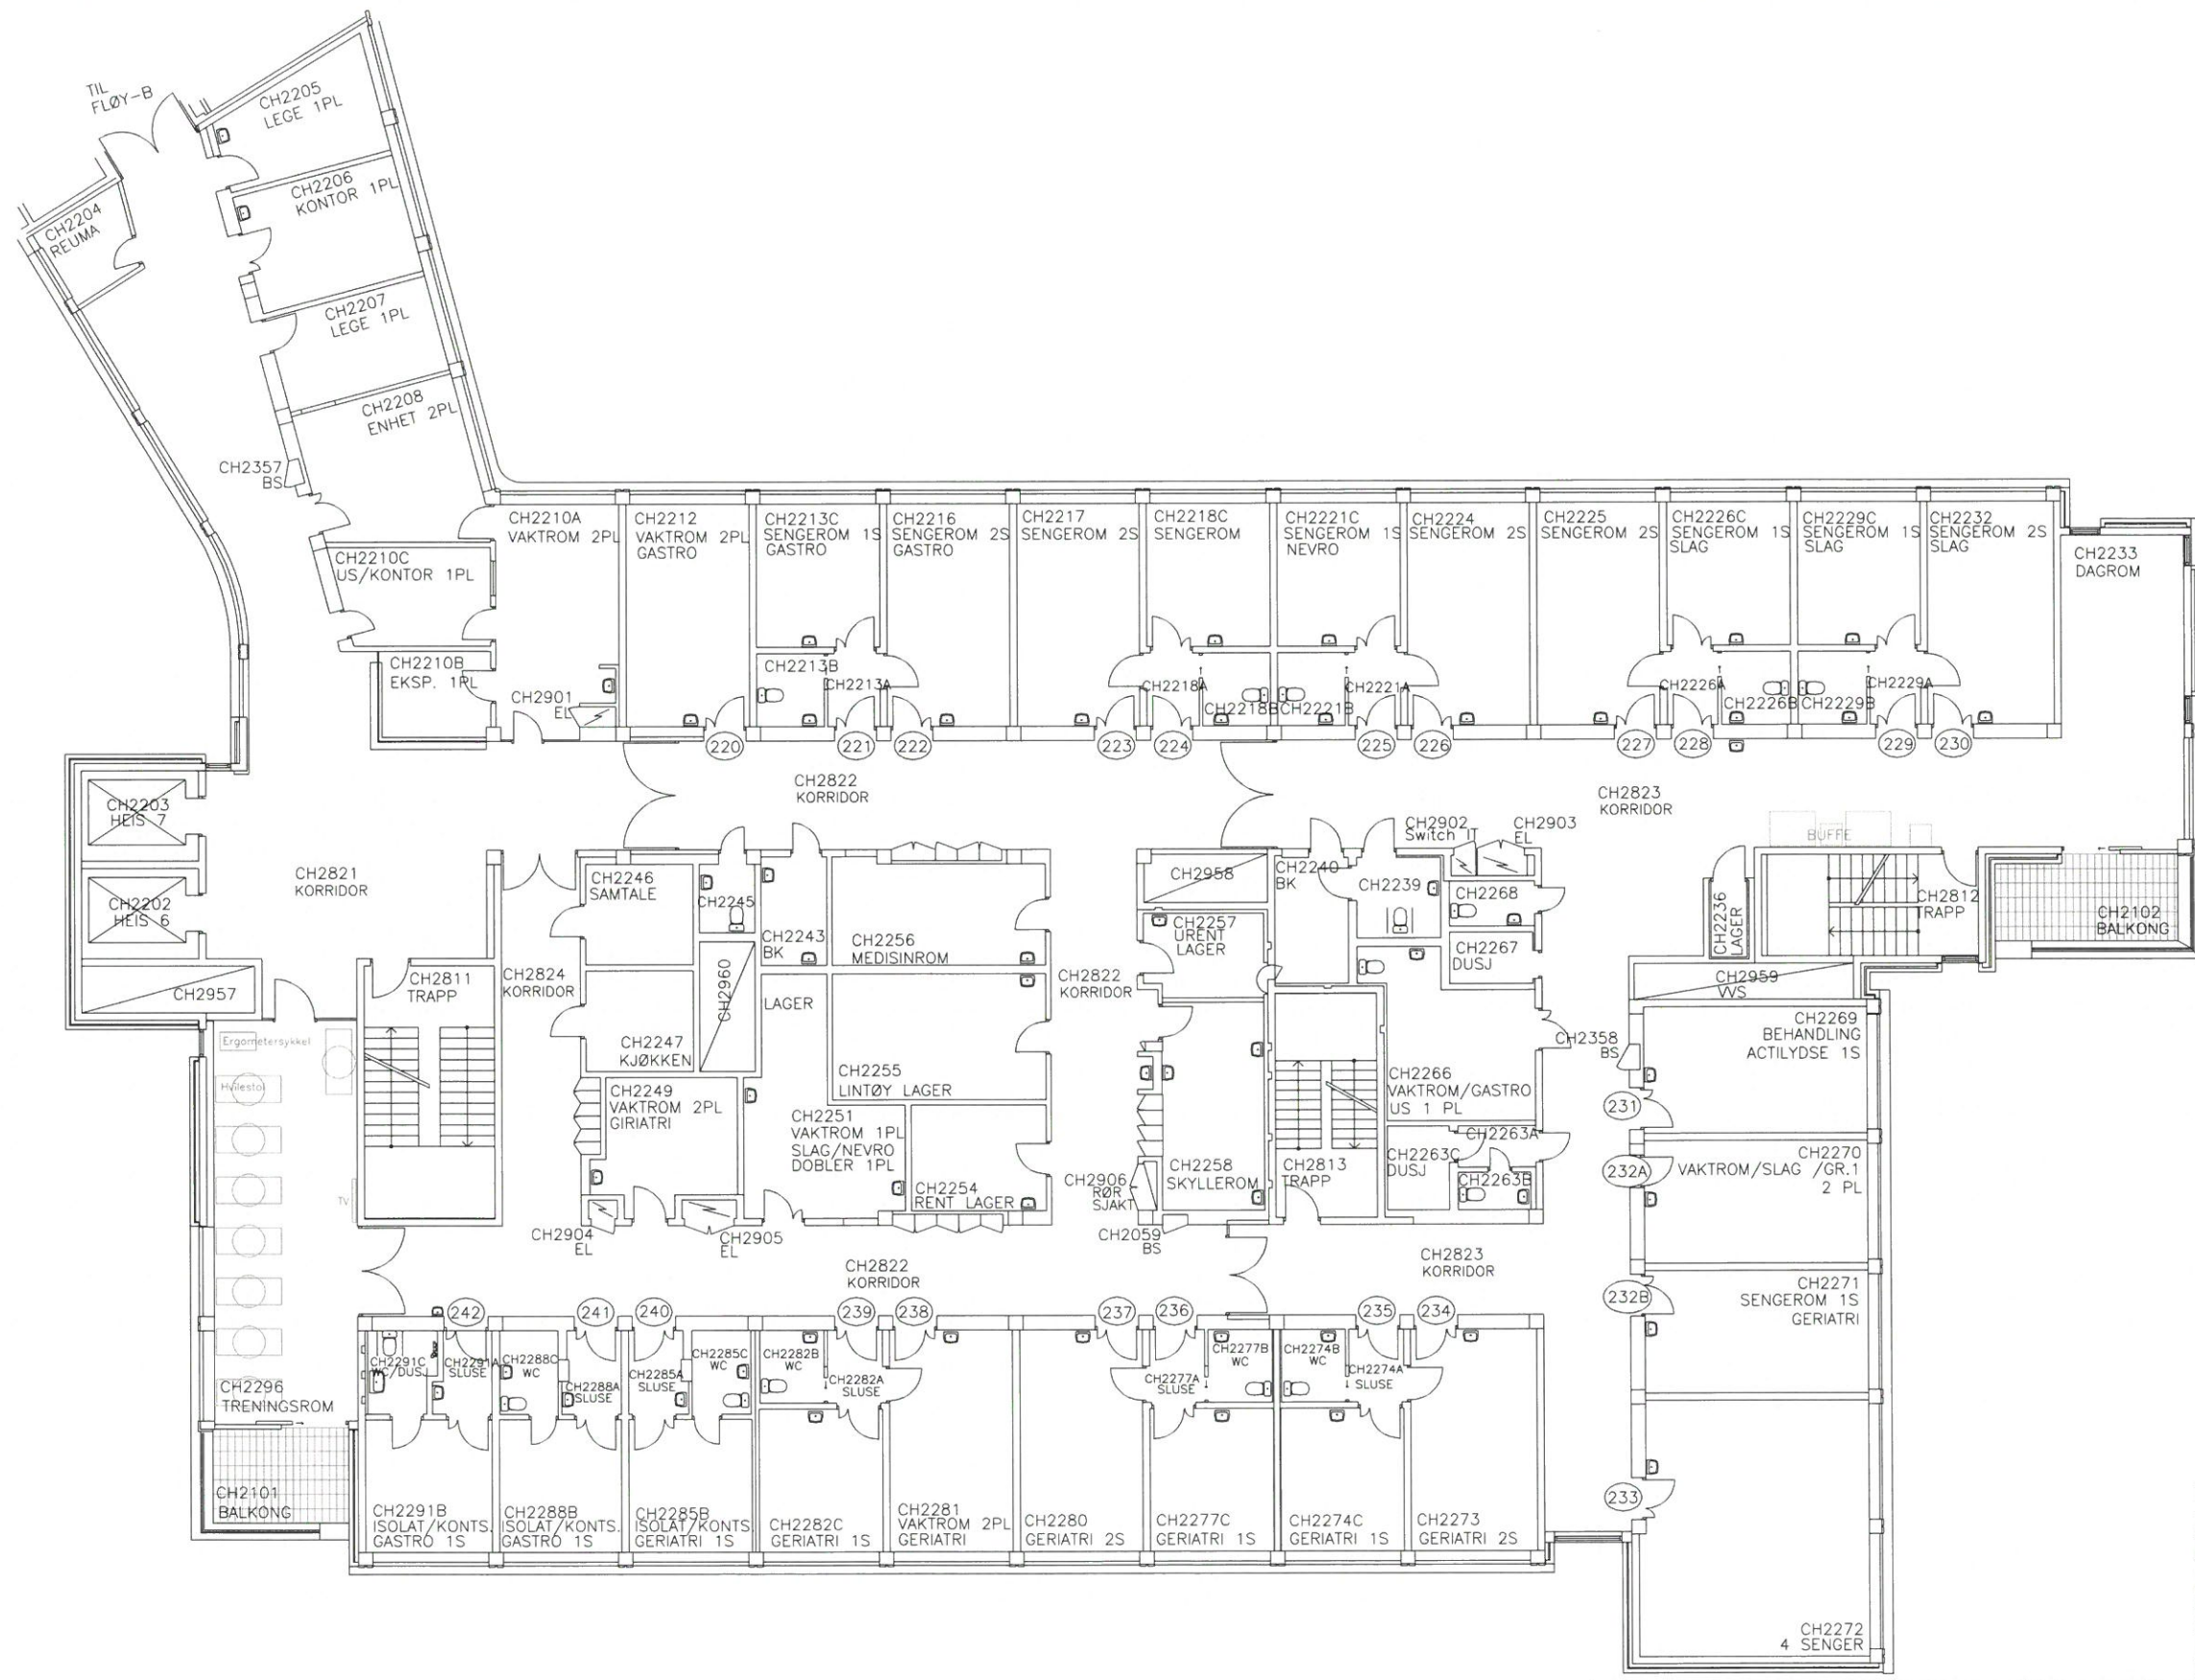 TIL
FLØY-B
CH2205
LEGE 1PL
CH2206
KONTOR 1PL
CH2204
REUMA
CH2207
LEGE 1PL
CH2208
ENHET 2PL
CH2357
BS
CH2210A
VAKTROM 2PL
CH2212
VAKTROM 2PL
GASTRO
CH2213C
SENGEROM 1S
GASTRO
CH2216
SENGEROM 2S
GASTRO
CH2217
SENGEROM 2S
CH2218C
SENGEROM
CH2221C
SENGEROM 1S
NEVRO
CH2224
SENGEROM 2S
CH2225
SENGEROM 2S
CH2226C
SENGEROM 1S
SLAG
CH2229C
SENGEROM 1S
SLAG
CH2232
SENGEROM 2S
SLAG
CH2233
DAGROM
CH2210C
US/KONTOR 1PL
CH2210B
EKSP. 1PL
CH2901
EL
CH2213B
CH2213A
CH2218A
CH2218B
CH2221B
CH2221A
CH2226A
CH2226B
CH2229B
CH2229A
220
221
222
223
224
225
226
227
228
229
230
CH2203
HEIS 7
CH2202
HEIS 6
CH2821
KORRIDOR
CH2822
KORRIDOR
CH2823
KORRIDOR
CH2902
Switch IT
CH2903
EL
BUFFE
CH2957
CH2811
TRAPP
CH2824
KORRIDOR
CH2246
SAMTALE
CH2245
CH2243
BK
CH2256
MEDISINROM
CH2822
KORRIDOR
CH2958
CH2257
URENT
LAGER
CH2240
BK
CH2239
CH2268
CH2267
DUSJ
CH2236
LAGER
CH2812
TRAPP
CH2102
BALKONG
CH2959
VVS
CH2247
KJØKKEN
CH2960
LAGER
CH2255
LINTØY LAGER
CH2249
VAKTROM 2PL
GIRIATRI
CH2251
VAKTROM 1PL
SLAG/NEVRO
DOBLER 1PL
CH2254
RENT LAGER
CH2906
RØR
SJAKT
CH2258
SKYLLEROM
CH2813
TRAPP
CH2266
VAKTROM/GASTRO
US 1 PL
CH2263C
DUSJ
CH2263A
CH2263B
CH2358
BS
CH2269
BEHANDLING
ACTILYDSE 1S
231
CH2270
VAKTROM/SLAG /GR.1
2 PL
232A
CH2271
SENGEROM 1S
GERIATRI
232B
233
CH2272
4 SENGER
Ergometersykkel
Hvilestol
TV
CH2296
TRENINGSROM
CH2101
BALKONG
CH2904
EL
CH2905
EL
CH2059
BS
CH2822
KORRIDOR
CH2823
KORRIDOR
242
241
240
239
238
237
236
235
234
CH2291C
WC/DUSJ
CH2291A
SLUSE
CH2288C
WC
CH2288A
SLUSE
CH2285A
SLUSE
CH2285C
WC
CH2282B
WC
CH2282A
SLUSE
CH2277A
SLUSE
CH2277B
WC
CH2274B
WC
CH2274A
SLUSE
CH2291B
ISOLAT/KONTS.
GASTRO 1S
CH2288B
ISOLAT/KONTS.
GASTRO 1S
CH2285B
ISOLAT/KONTS.
GERIATRI 1S
CH2282C
GERIATRI 1S
CH2281
VAKTROM 2PL
GERIATRI
CH2280
GERIATRI 2S
CH2277C
GERIATRI 1S
CH2274C
GERIATRI 1S
CH2273
GERIATRI 2S